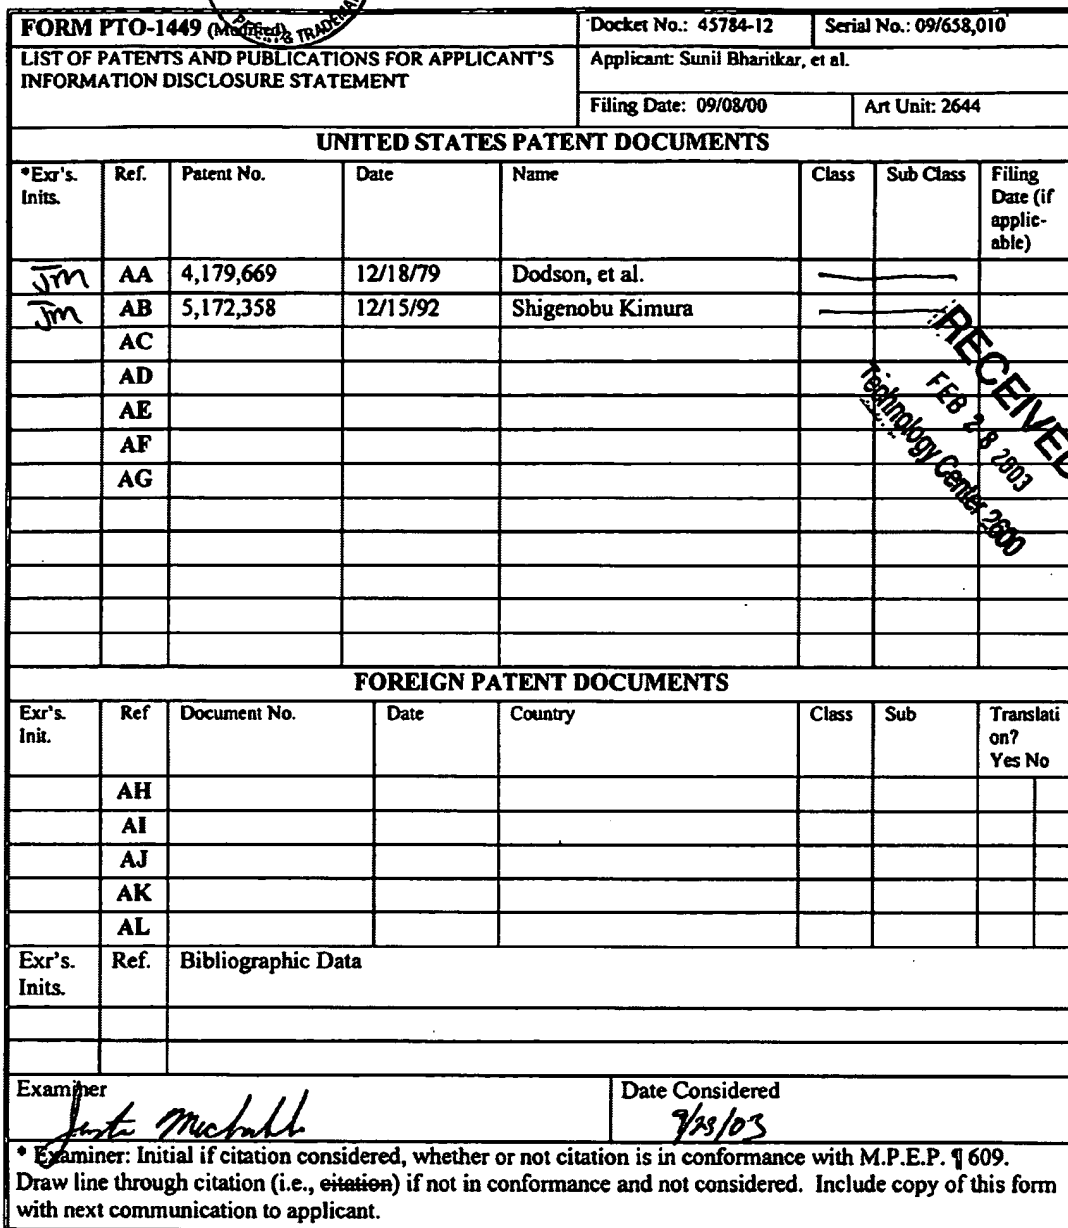 FORM PTO-1449 (Modified)
Docket No.: 45784-12
Serial No.: 09/658,010
LIST OF PATENTS AND PUBLICATIONS FOR APPLICANT'S
INFORMATION DISCLOSURE STATEMENT
Applicant: Sunil Bharitkar, et al.
Filing Date: 09/08/00
Art Unit: 2644
UNITED STATES PATENT DOCUMENTS
*Exr's. Inits. Ref. Patent No. Date Name Class Sub Class Filing Date (if applic-able)
JM AA 4,179,669 12/18/79 Dodson, et al.
JM AB 5,172,358 12/15/92 Shigenobu Kimura
AC
AD
AE
AF
AG
RECEIVED
FEB 28 2003
Technology Center 2600
FOREIGN PATENT DOCUMENTS
Exr's. Init. Ref Document No. Date Country Class Sub Translation? Yes No
AH
AI
AJ
AK
AL
Exr's. Inits. Ref. Bibliographic Data
Examiner
Date Considered
* Examiner: Initial if citation considered, whether or not citation is in conformance with M.P.E.P. ¶ 609.
Draw line through citation (i.e., citation) if not in conformance and not considered. Include copy of this form
with next communication to applicant.